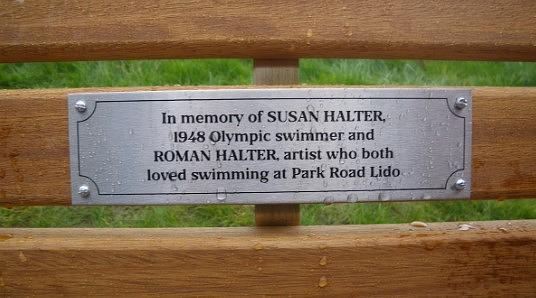 In memory of SUSAN HALTER,
1948 Olympic swimmer and
ROMAN HALTER, artist who both
loved swimming at Park Road Lido